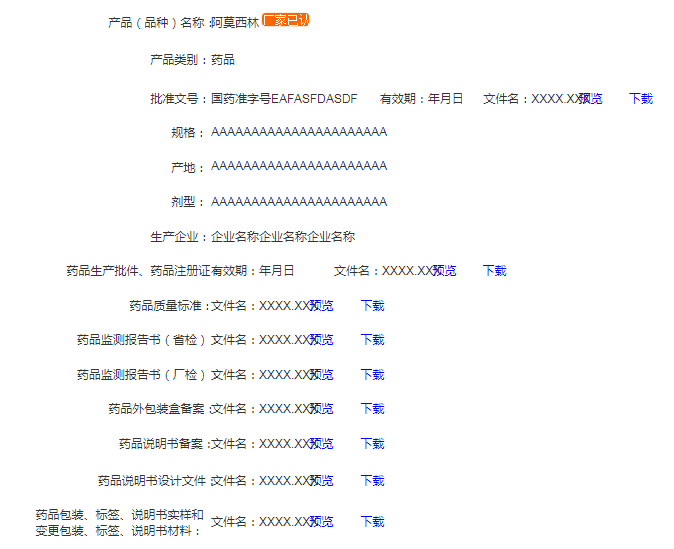 产品（品种）名称：阿莫西林 厂家已认
产品类别：药品
批准文号：国药准字号EAFASFDASDF 有效期：年月日 文件名：XXXX.XXX预览 下载
规格： AAAAAAAAAAAAAAAAAAAAAA
产地： AAAAAAAAAAAAAAAAAAAAAA
剂型： AAAAAAAAAAAAAAAAAAAAAA
生产企业：企业名称企业名称企业名称
药品生产批件、药品注册证有效期：年月日 文件名：XXXX.XXX预览 下载
药品质量标准：文件名：XXXX.XXX预览 下载
药品监测报告书（省检）文件名：XXXX.XXX预览 下载
药品监测报告书（厂检）文件名：XXXX.XXX预览 下载
药品外包装盒备案：文件名：XXXX.XXX预览 下载
药品说明书备案：文件名：XXXX.XXX预览 下载
药品说明书设计文件：文件名：XXXX.XXX预览 下载
药品包装、标签、说明书实样和
变更包装、标签、说明书材料： 文件名：XXXX.XXX预览 下载